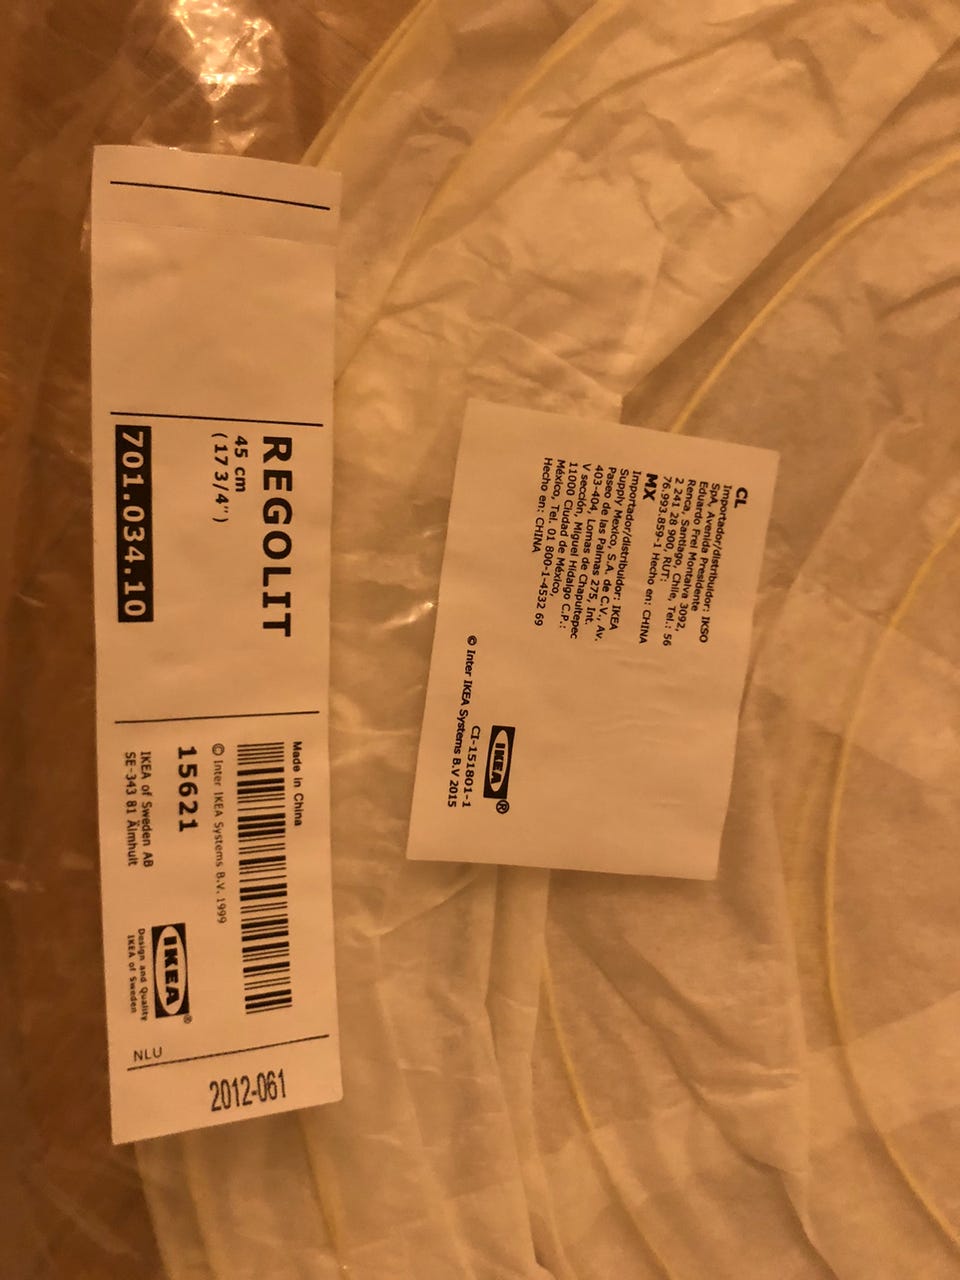 REGOLIT
45 cm
(17 3/4")
701.034.10
Made in China
© Inter IKEA Systems B.V. 1999
15621
IKEA of Sweden AB
SE-343 81 Älmhult
IKEA®
Design and Quality
IKEA of Sweden
NLU
2012-061
CL
Importador/distribuidor: IKSO
SpA, Avenida Presidente
Eduardo Frei Montalva 3092,
Renca, Santiago, Chile, Tel.: 56
2 241 28 900, RUT:
76.993.859-1 Hecho en: CHINA
MX
Importador/distribuidor: IKEA
Supply Mexico, S.A. de C.V., Av.
Paseo de las Palmas 275, Int.
403-404, Lomas de Chapultepec
V sección, Miguel Hidalgo C.P.:
11000 Ciudad de México,
México, Tel. 01 800-1-4532 69
Hecho en: CHINA
IKEA®
CI-151801-1
© Inter IKEA Systems B.V 2015